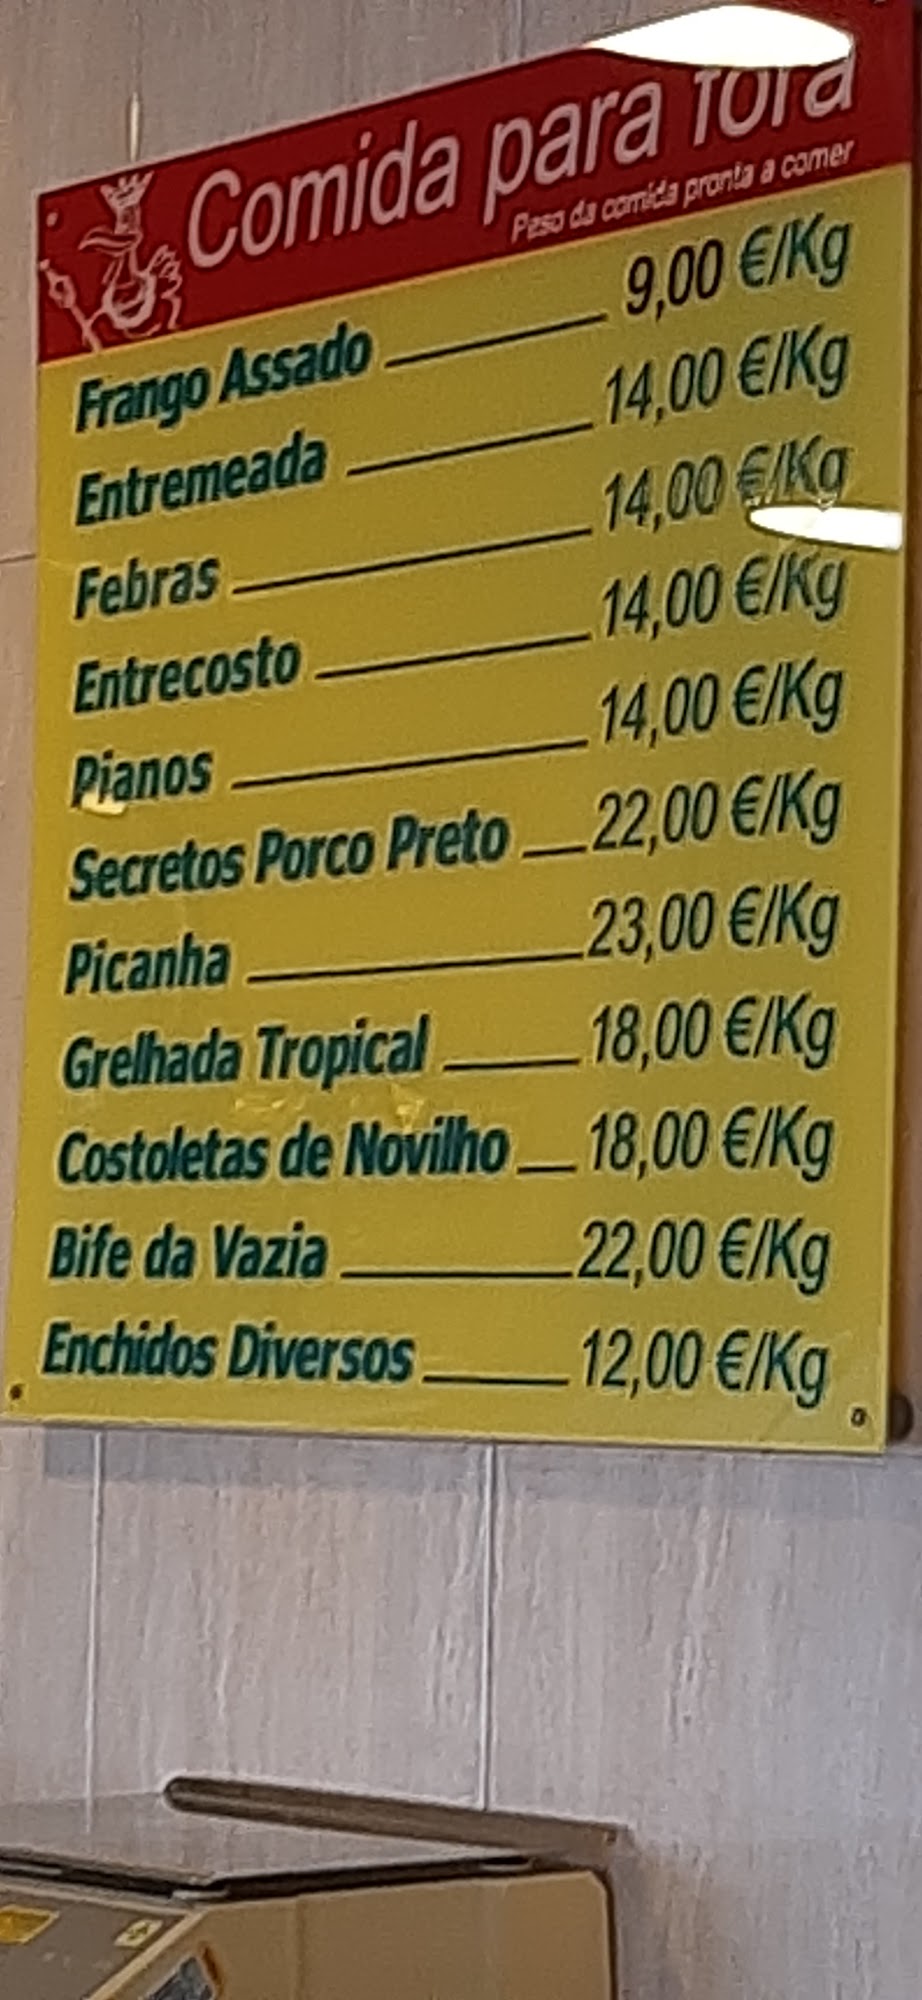 Comida para fora
Peso da comida pronta a comer
Frango Assado 9,00 €/Kg
Entremeada 14,00 €/Kg
Febras 14,00 €/Kg
Entrecosto 14,00 €/Kg
Pianos 14,00 €/Kg
Secretos Porco Preto 22,00 €/Kg
Picanha 23,00 €/Kg
Grelhada Tropical 18,00 €/Kg
Costoletas de Novilho 18,00 €/Kg
Bife da Vazia 22,00 €/Kg
Enchidos Diversos 12,00 €/Kg